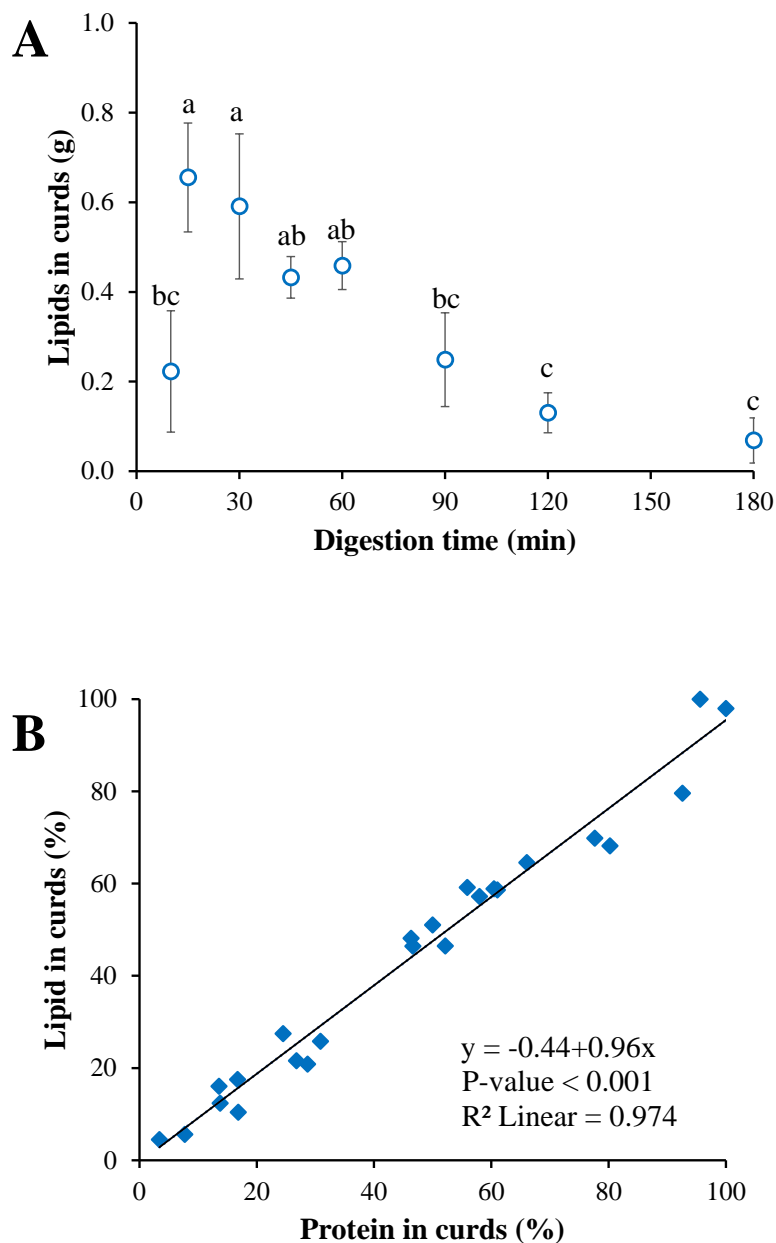 A
Lipids in curds (g)
1.0
0.8
0.6
0.4
0.2
0.0
a
a
ab
ab
bc
bc
c
c
0 30 60 90 120 150 180
Digestion time (min)
B
Lipid in curds (%)
100
80
60
40
20
0
y = -0.44+0.96x
P-value < 0.001
R² Linear = 0.974
0 20 40 60 80 100
Protein in curds (%)